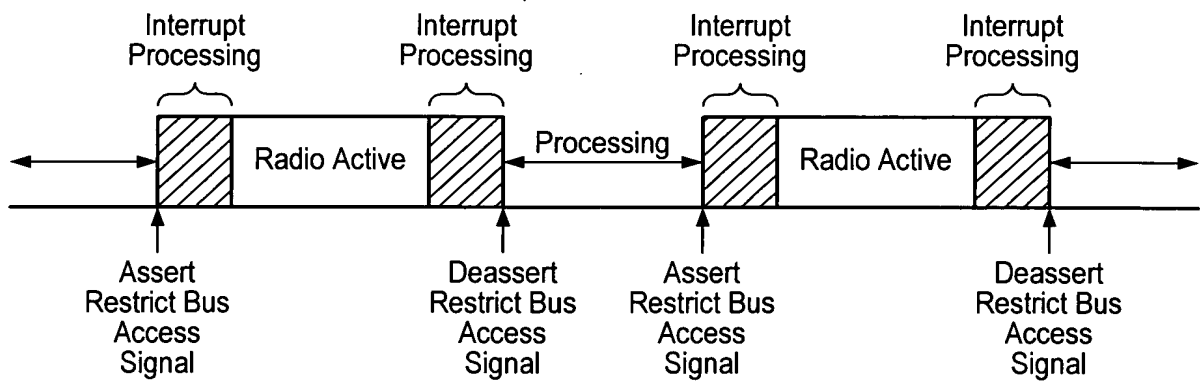 Interrupt Processing
Interrupt Processing
Interrupt Processing
Interrupt Processing
Radio Active
Processing
Radio Active
Assert
Restrict Bus
Access
Signal
Deassert
Restrict Bus
Access
Signal
Assert
Restrict Bus
Access
Signal
Deassert
Restrict Bus
Access
Signal